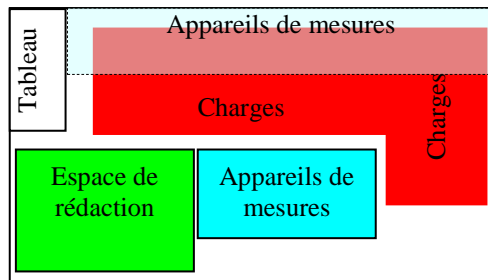 Tableau
Appareils de mesures
Charges
Charges
Espace de
rédaction
Appareils de
mesures